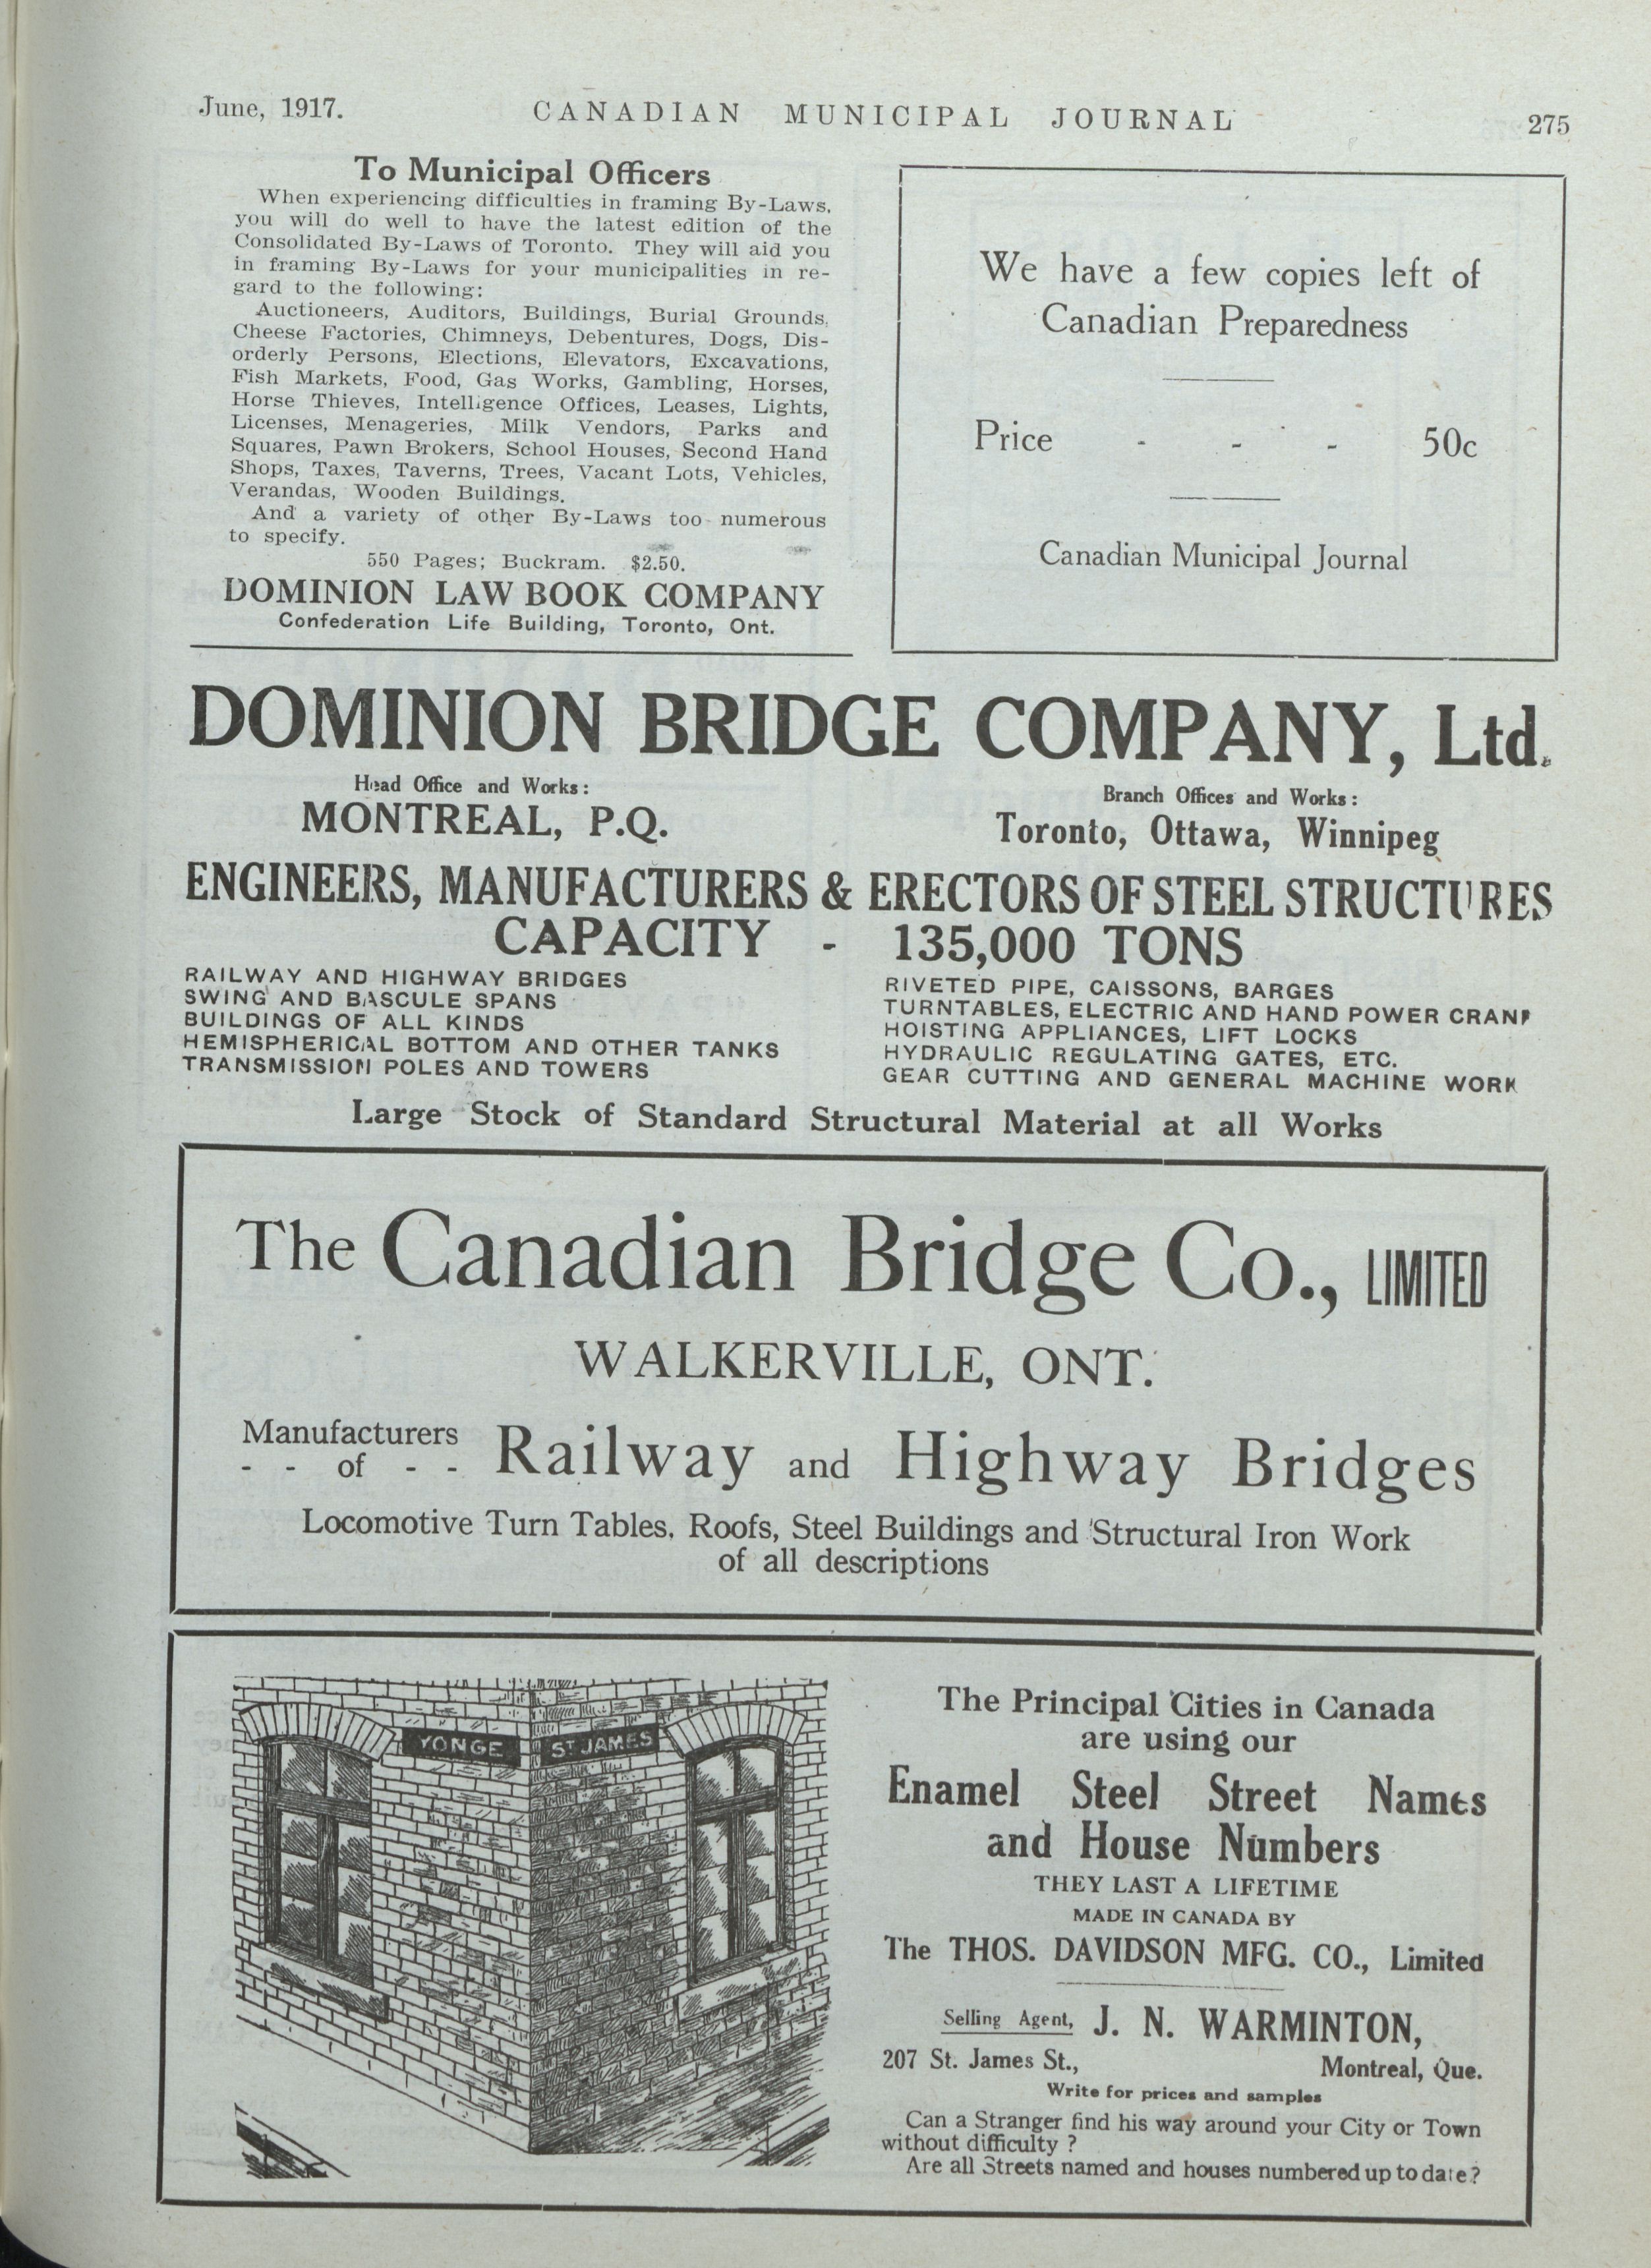 June, 1917.
CANADIAN MUNICIPAL JOURNAL
275
To Municipal Officers
When experiencing difficulties in framing By-Laws,
you will do well to have the latest edition of the
Consolidated By-Laws of Toronto. They will aid you
in framing By-Laws for your municipalities in re-
gard to the following:
Auctioneers, Auditors, Buildings, Burial Grounds,
Cheese Factories, Chimneys, Debentures, Dogs, Dis-
orderly Persons, Elections, Elevators, Excavations,
Fish Markets, Food, Gas Works, Gambling, Horses,
Horse Thieves, Intelligence Offices, Leases, Lights,
Licenses, Menageries, Milk Vendors, Parks and
Squares, Pawn Brokers, School Houses, Second Hand
Shops, Taxes, Taverns, Trees, Vacant Lots, Vehicles,
Verandas, Wooden Buildings.
And a variety of other By-Laws too numerous
to specify.
550 Pages; Buckram. $2.50.
DOMINION LAW BOOK COMPANY
Confederation Life Building, Toronto, Ont.
We have a few copies left of
Canadian Preparedness
Price - - - 50c
Canadian Municipal Journal
DOMINION BRIDGE COMPANY, Ltd.
Head Office and Works:
MONTREAL, P.Q.
Branch Offices and Works:
Toronto, Ottawa, Winnipeg
ENGINEERS, MANUFACTURERS & ERECTORS OF STEEL STRUCTURES
CAPACITY - 135,000 TONS
RAILWAY AND HIGHWAY BRIDGES
SWING AND BASCULE SPANS
BUILDINGS OF ALL KINDS
HEMISPHERICAL BOTTOM AND OTHER TANKS
TRANSMISSION POLES AND TOWERS
RIVETED PIPE, CAISSONS, BARGES
TURNTABLES, ELECTRIC AND HAND POWER CRANE
HOISTING APPLIANCES, LIFT LOCKS
HYDRAULIC REGULATING GATES, ETC.
GEAR CUTTING AND GENERAL MACHINE WORK
Large Stock of Standard Structural Material at all Works
The Canadian Bridge Co., LIMITED
WALKERVILLE, ONT.
Manufacturers
- - of - - Railway and Highway Bridges
Locomotive Turn Tables, Roofs, Steel Buildings and Structural Iron Work
of all descriptions
YONGE
ST JAMES
The Principal Cities in Canada
are using our
Enamel Steel Street Names
and House Numbers
THEY LAST A LIFETIME
MADE IN CANADA BY
The THOS. DAVIDSON MFG. CO., Limited
Selling Agent, J. N. WARMINTON,
207 St. James St., Montreal, Que.
Write for prices and samples
Can a Stranger find his way around your City or Town
without difficulty ?
Are all Streets named and houses numbered up to date?